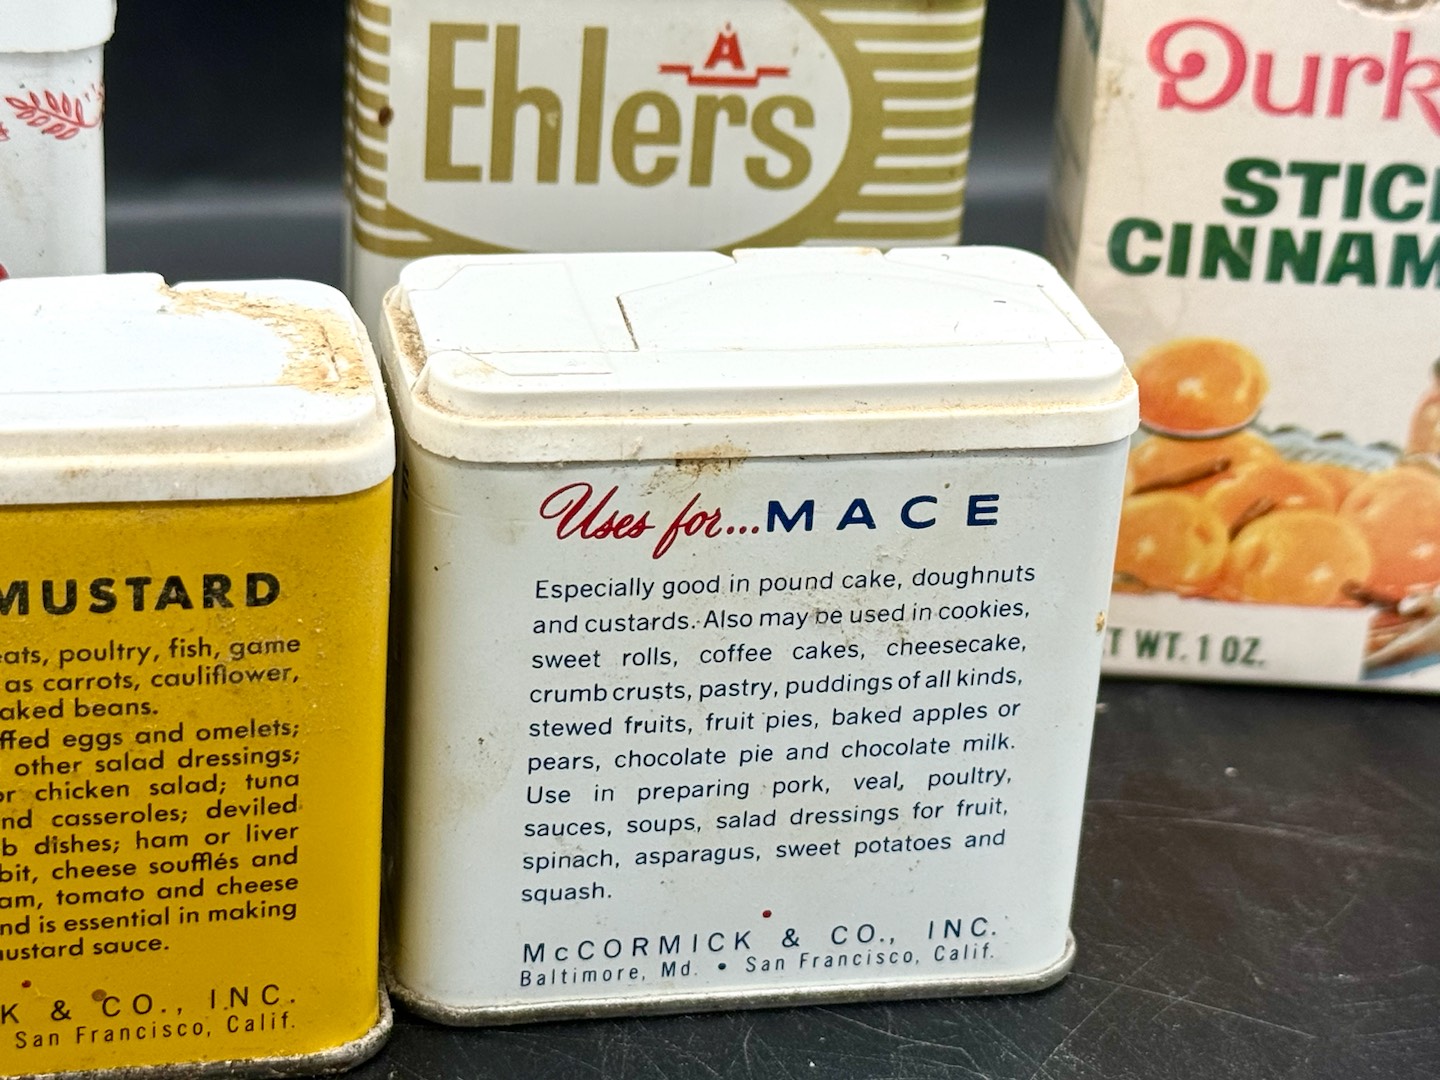 Ehlers
A
STIC
CINNAM
T WT. 1 OZ.
MUSTARD
eats, poultry, fish, game
as carrots, cauliflower,
aked beans.
ffed eggs and omelets;
other salad dressings;
or chicken salad; tuna
nd casseroles; deviled
b dishes; ham or liver
bit, cheese soufflés and
am, tomato and cheese
nd is essential in making
mustard sauce.
K & CO., INC.
San Francisco, Calif.
Uses for...MACE
Especially good in pound cake, doughnuts
and custards. Also may be used in cookies,
sweet rolls, coffee cakes, cheesecake,
crumb crusts, pastry, puddings of all kinds,
stewed fruits, fruit pies, baked apples or
pears, chocolate pie and chocolate milk.
Use in preparing pork, veal, poultry,
sauces, soups, salad dressings for fruit,
spinach, asparagus, sweet potatoes and
squash.
McCORMICK & CO., INC.
Baltimore, Md. • San Francisco, Calif.